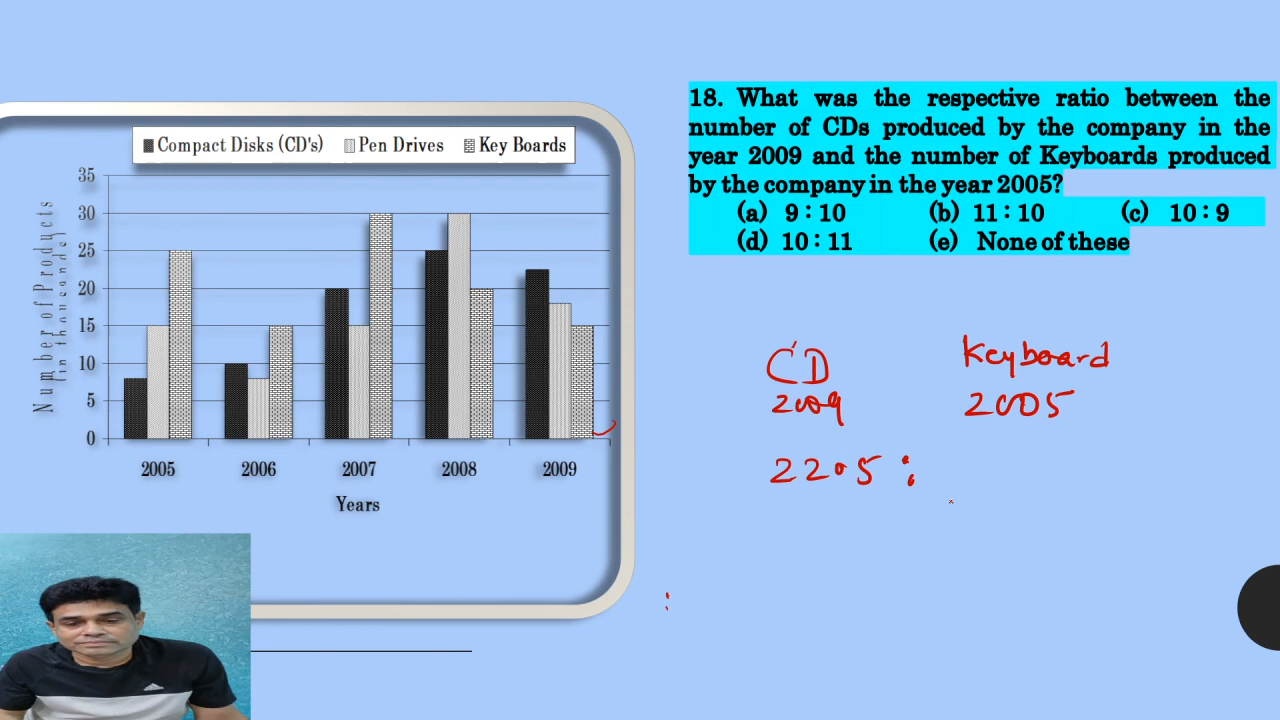 18. What was the respective ratio between the
number of CDs produced by the company in the
year 2009 and the number of Keyboards produced
by the company in the year 2005?
(a) 9 : 10 (b) 11 : 10 (c) 10 : 9
(d) 10 : 11 (e) None of these
Compact Disks (CD's) Pen Drives Key Boards
Number of Products
35
30
25
20
15
10
5
0
2005 2006 2007 2008 2009
Years
CD Keyboard
2009 2005
2205 :